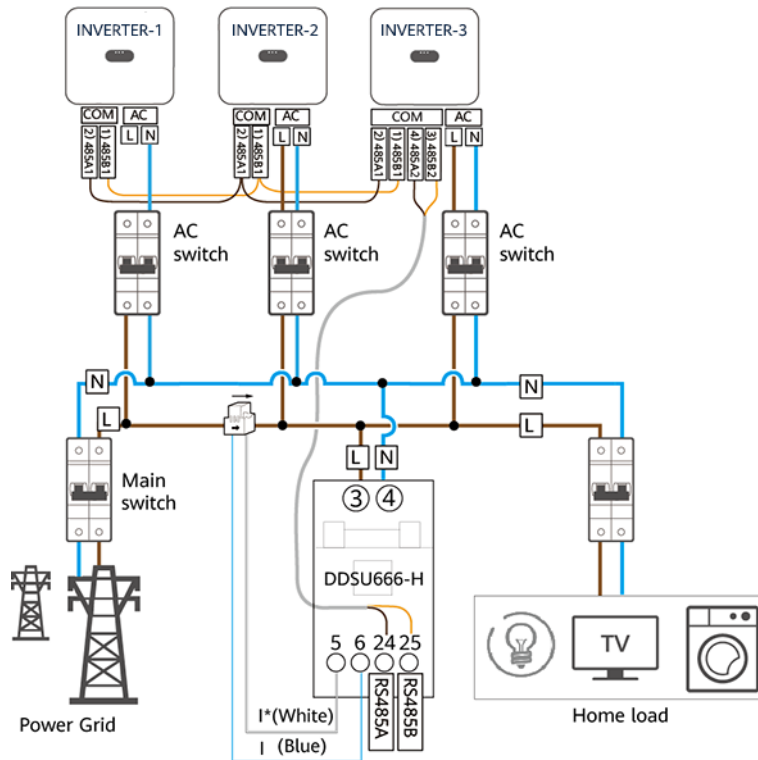 INVERTER-1
INVERTER-2
INVERTER-3
COM
AC
COM
AC
COM
AC
2) 485A1
1) 485B1
L
N
2) 485A1
1) 485B1
L
N
2) 485A1
1) 485B1
4) 485A2
3) 485B2
L
N
AC
switch
AC
switch
AC
switch
N
N
L
L
L
N
Main
switch
3
4
DDSU666-H
5
6
24
25
RS485A
RS485B
TV
I*(White)
I (Blue)
Power Grid
Home load